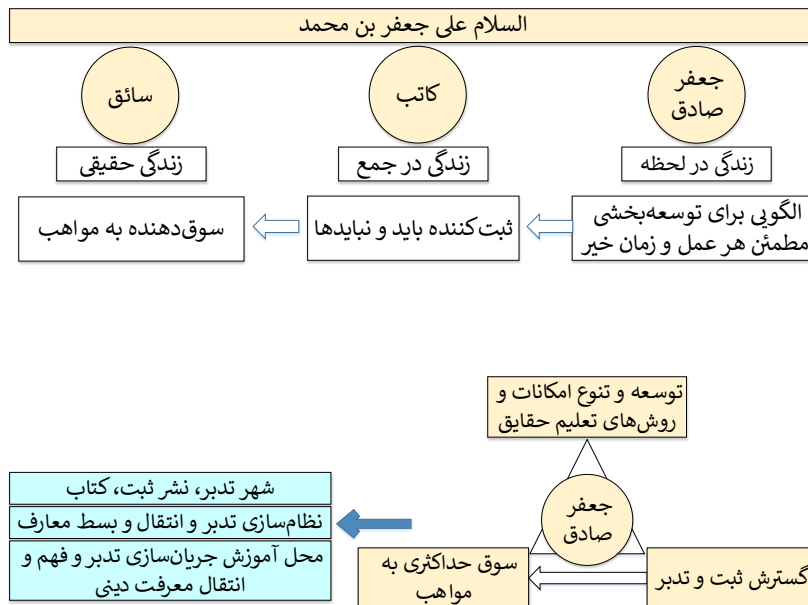 السلام علی جعفر بن محمد
جعفر
صادق
کاتب
سائق
زندگی در لحظه
زندگی در جمع
زندگی حقیقی
الگویی برای توسعه‌بخشی
مطمئن هر عمل و زمان خیر
ثبت‌کننده باید و نبایدها
سوق‌دهنده به مواهب
توسعه و تنوع امکانات و
روش‌های تعلیم حقایق
جعفر
صادق
گسترش ثبت و تدبر
سوق حداکثری به
مواهب
شهر تدبر، نشر ثبت، کتاب
نظام‌سازی تدبر و انتقال و بسط معارف
محل آموزش جریان‌سازی تدبر و فهم و
انتقال معرفت دینی